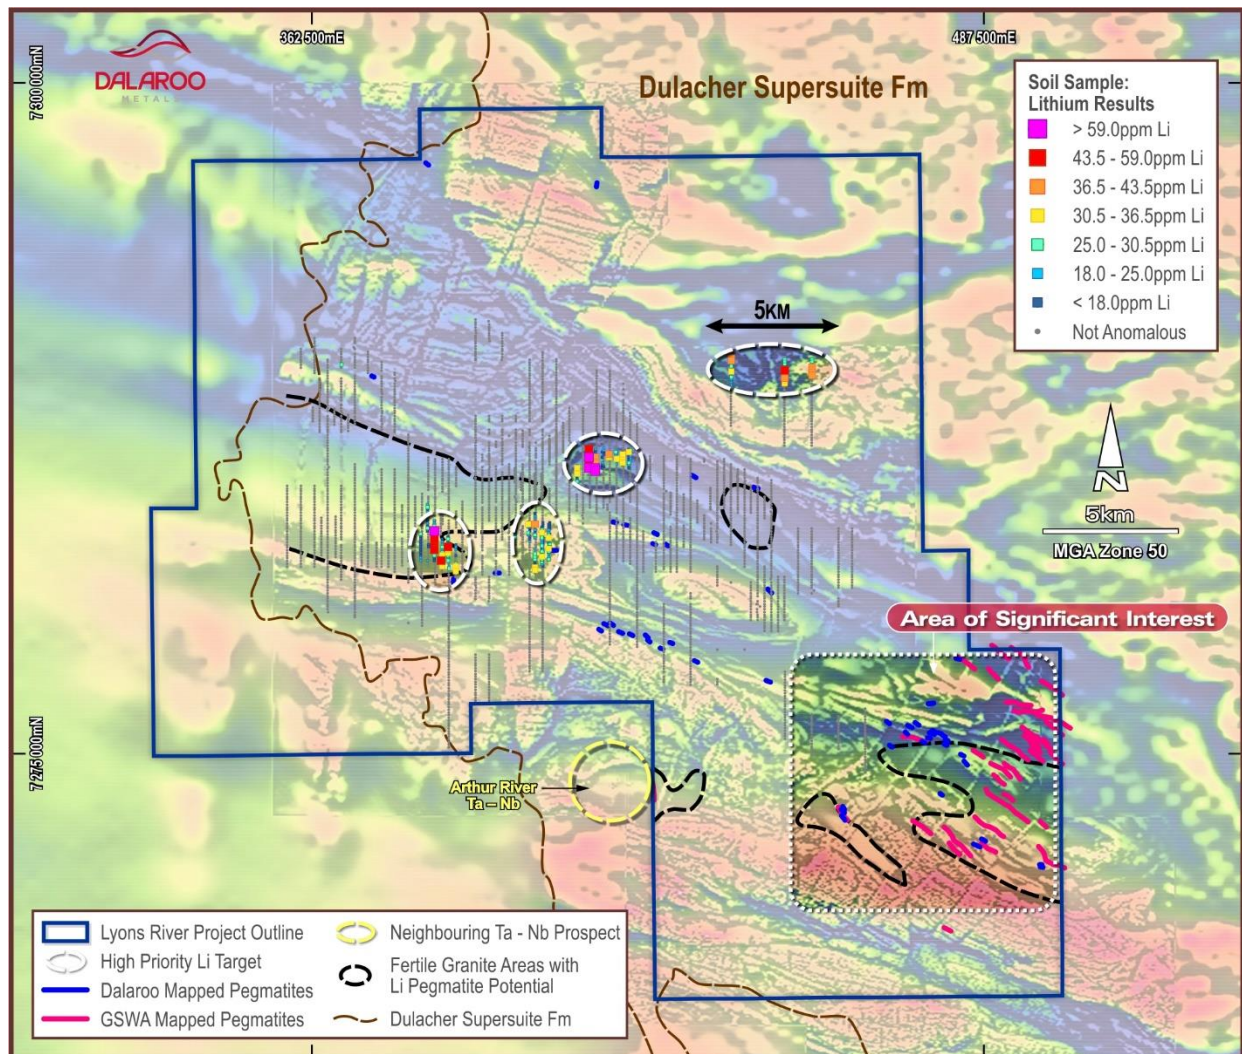 362 500mE
487 500mE
7 300 000mN
DALAROO
METALS
Dulacher Supersuite Fm
Soil Sample:
Lithium Results
> 59.0ppm Li
43.5 - 59.0ppm Li
36.5 - 43.5ppm Li
30.5 - 36.5ppm Li
25.0 - 30.5ppm Li
18.0 - 25.0ppm Li
< 18.0ppm Li
Not Anomalous
5KM
N
5km
MGA Zone 50
Area of Significant Interest
7 275 000mN
Arthur River
Ta – Nb
Lyons River Project Outline
High Priority Li Target
Dalaroo Mapped Pegmatites
GSWA Mapped Pegmatites
Neighbouring Ta - Nb Prospect
Fertile Granite Areas with
Li Pegmatite Potential
Dulacher Supersuite Fm